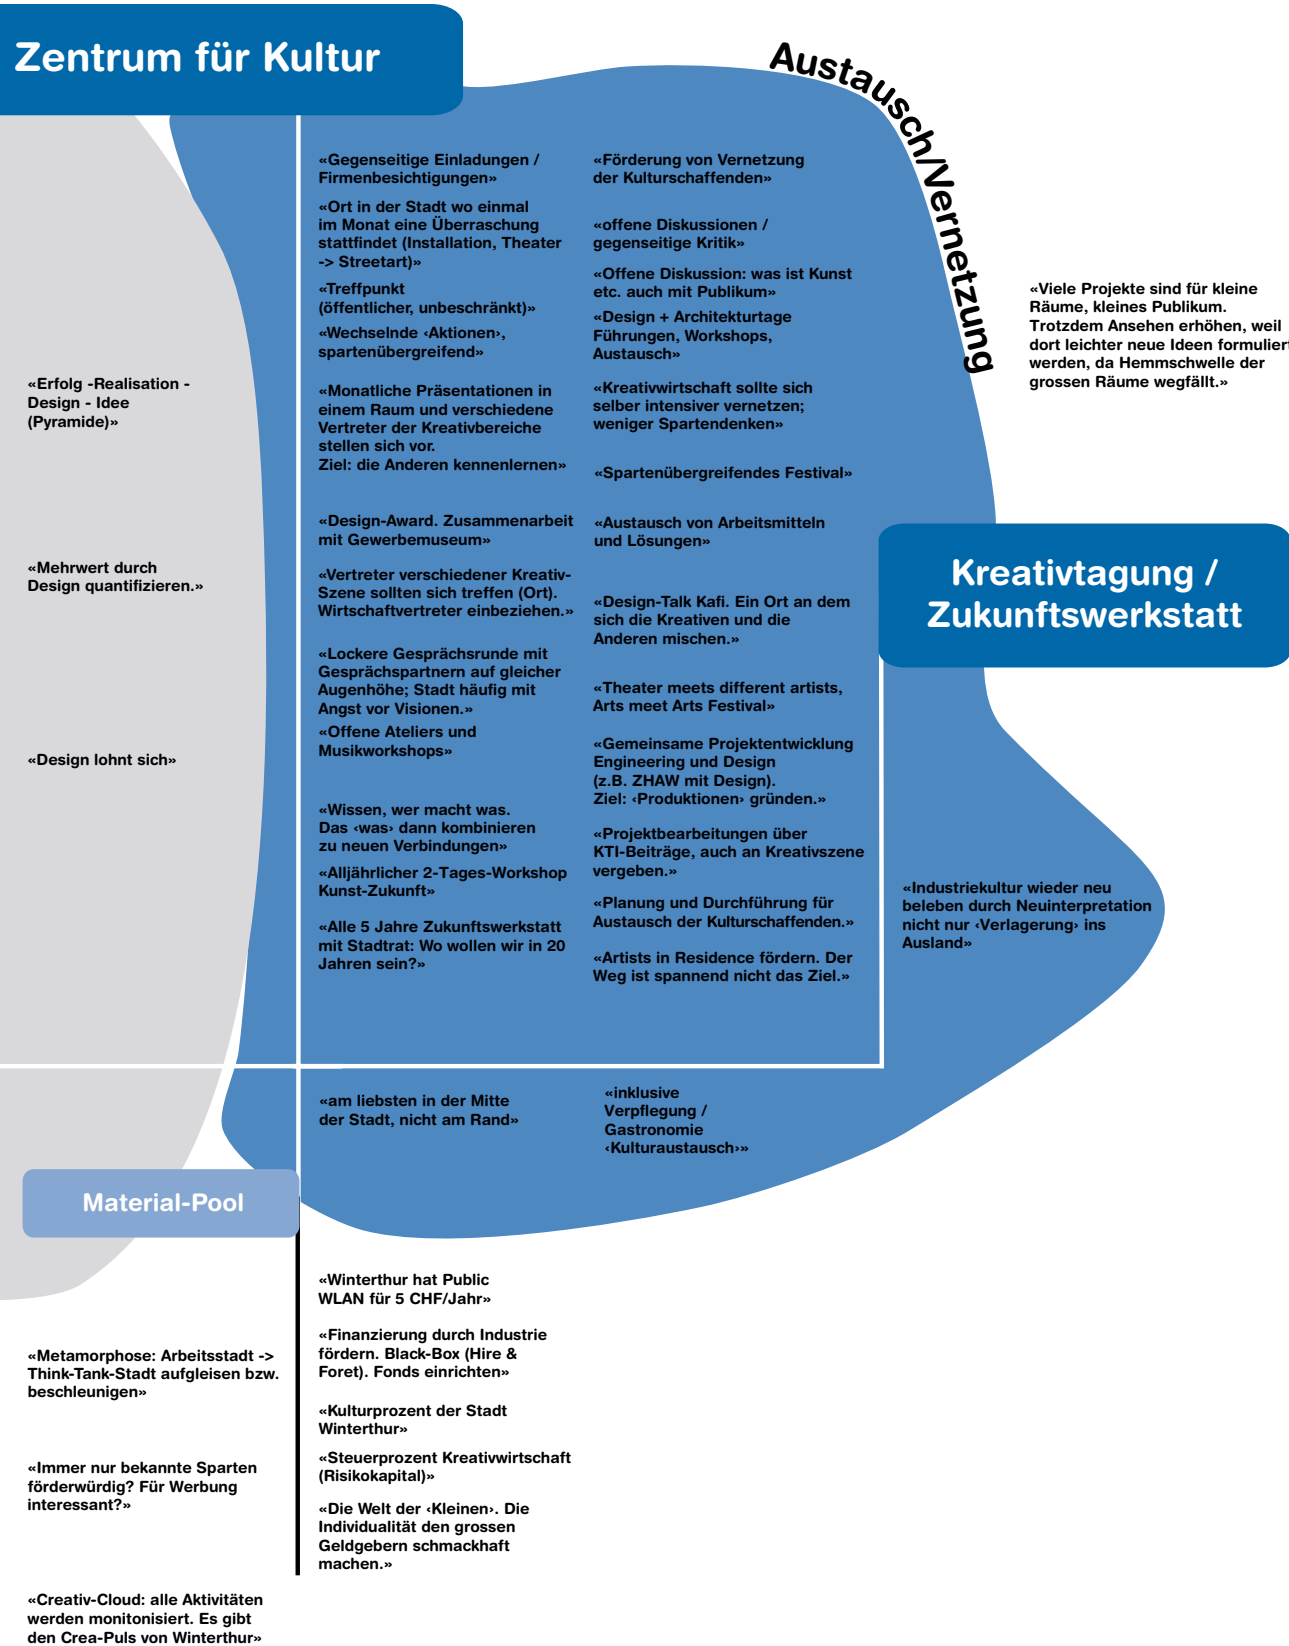 Zentrum für Kultur
Austausch/Vernetzung
«Gegenseitige Einladungen /
Firmenbesichtigungen»
«Ort in der Stadt wo einmal
im Monat eine Überraschung
stattfindet (Installation, Theater
-> Streetart)»
«Treffpunkt
(öffentlicher, unbeschränkt)»
«Wechselnde ‹Aktionen›,
spartenübergreifend»
«Monatliche Präsentationen in
einem Raum und verschiedene
Vertreter der Kreativbereiche
stellen sich vor.
Ziel: die Anderen kennenlernen»
«Design-Award. Zusammenarbeit
mit Gewerbemuseum»
«Vertreter verschiedener Kreativ-
Szene sollten sich treffen (Ort).
Wirtschaftvertreter einbeziehen.»
«Lockere Gesprächsrunde mit
Gesprächspartnern auf gleicher
Augenhöhe; Stadt häufig mit
Angst vor Visionen.»
«Offene Ateliers und
Musikworkshops»
«Wissen, wer macht was.
Das ‹was› dann kombinieren
zu neuen Verbindungen»
«Alljährlicher 2-Tages-Workshop
Kunst-Zukunft»
«Alle 5 Jahre Zukunftswerkstatt
mit Stadtrat: Wo wollen wir in 20
Jahren sein?»
«Förderung von Vernetzung
der Kulturschaffenden»
«offene Diskussionen /
gegenseitige Kritik»
«Offene Diskussion: was ist Kunst
etc. auch mit Publikum»
«Design + Architekturtage
Führungen, Workshops,
Austausch»
«Kreativwirtschaft sollte sich
selber intensiver vernetzen;
weniger Spartendenken»
«Spartenübergreifendes Festival»
«Austausch von Arbeitsmitteln
und Lösungen»
«Design-Talk Kafi. Ein Ort an dem
sich die Kreativen und die
Anderen mischen.»
«Theater meets different artists,
Arts meet Arts Festival»
«Gemeinsame Projektentwicklung
Engineering und Design
(z.B. ZHAW mit Design).
Ziel: ‹Produktionen› gründen.»
«Projektbearbeitungen über
KTI-Beiträge, auch an Kreativszene
vergeben.»
«Planung und Durchführung für
Austausch der Kulturschaffenden.»
«Artists in Residence fördern. Der
Weg ist spannend nicht das Ziel.»
«Viele Projekte sind für kleine
Räume, kleines Publikum.
Trotzdem Ansehen erhöhen, weil
dort leichter neue Ideen formuliert
werden, da Hemmschwelle der
grossen Räume wegfällt.»
«Erfolg -Realisation -
Design - Idee
(Pyramide)»
«Mehrwert durch
Design quantifizieren.»
«Design lohnt sich»
Kreativtagung /
Zukunftswerkstatt
«Industriekultur wieder neu
beleben durch Neuinterpretation
nicht nur ‹Verlagerung› ins
Ausland»
«am liebsten in der Mitte
der Stadt, nicht am Rand»
«inklusive
Verpflegung /
Gastronomie
‹Kulturaustausch›»
Material-Pool
«Metamorphose: Arbeitsstadt ->
Think-Tank-Stadt aufgleisen bzw.
beschleunigen»
«Immer nur bekannte Sparten
förderwürdig? Für Werbung
interessant?»
«Creativ-Cloud: alle Aktivitäten
werden monitonisiert. Es gibt
den Crea-Puls von Winterthur»
«Winterthur hat Public
WLAN für 5 CHF/Jahr»
«Finanzierung durch Industrie
fördern. Black-Box (Hire &
Foret). Fonds einrichten»
«Kulturprozent der Stadt
Winterthur»
«Steuerprozent Kreativwirtschaft
(Risikokapital)»
«Die Welt der ‹Kleinen›. Die
Individualität den grossen
Geldgebern schmackhaft
machen.»